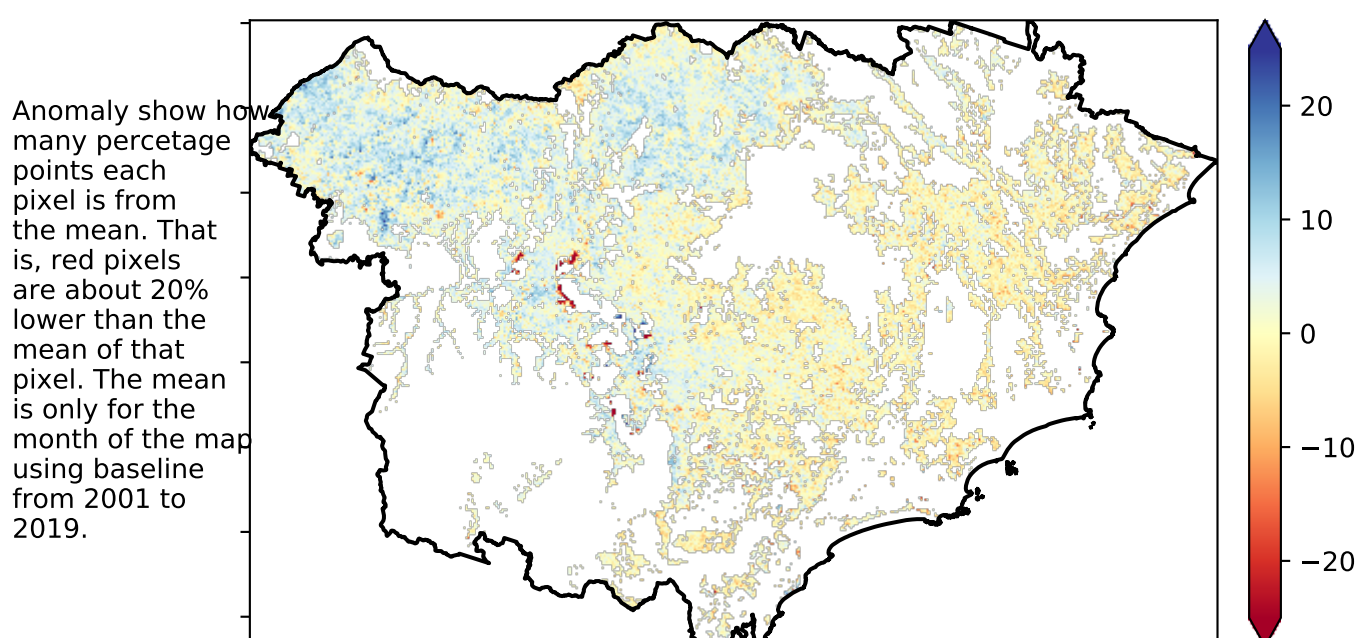 Anomaly show how
many percetage
points each
pixel is from
the mean. That
is, red pixels
are about 20%
lower than the
mean of that
pixel. The mean
is only for the
month of the map
using baseline
from 2001 to
2019.
20
10
0
−10
−20